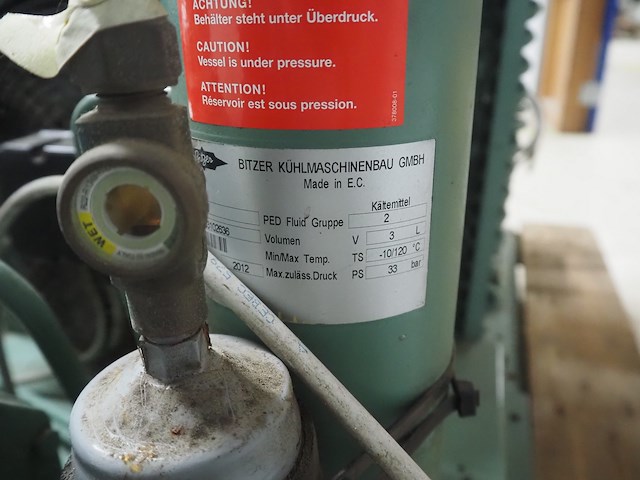 ACHTUNG!
Behälter steht unter Überdruck.
CAUTION!
Vessel is under pressure.
ATTENTION!
Réservoir est sous pression.
378008-01
BITZER KÜHLMASCHINENBAU GMBH
Made in E.C.
Kältemittel
PED Fluid Gruppe 2
Volumen V 3 L
Min/Max Temp. TS -10/120 °C
2012 Max.zuläss.Druck PS 33 bar
WET